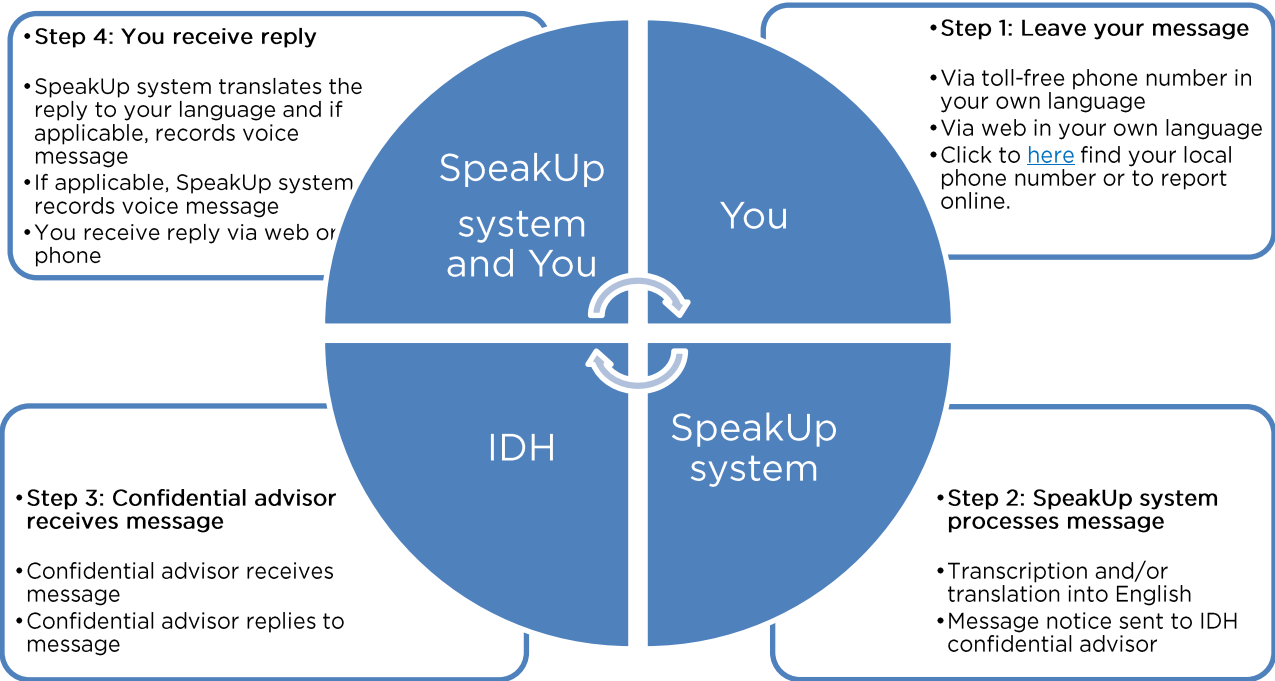 • Step 4: You receive reply
• SpeakUp system translates the
reply to your language and if
applicable, records voice
message
• If applicable, SpeakUp system
records voice message
• You receive reply via web or
phone
SpeakUp
system
and You
You
• Step 1: Leave your message
• Via toll-free phone number in
your own language
• Via web in your own language
• Click to here find your local
phone number or to report
online.
• Step 3: Confidential advisor
receives message
• Confidential advisor receives
message
• Confidential advisor replies to
message
IDH
SpeakUp
system
• Step 2: SpeakUp system
processes message
• Transcription and/or
translation into English
• Message notice sent to IDH
confidential advisor